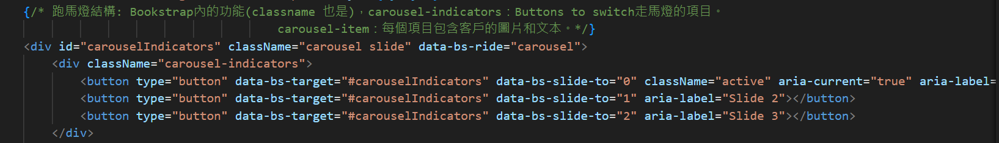 {/* 跑馬燈結構: Bookstrap內的功能(classname 也是)，carousel-indicators：Buttons to switch走馬燈的項目。
carousel-item：每個項目包含客戶的圖片和文本。*/}
<div id="carouselIndicators" className="carousel slide" data-bs-ride="carousel">
<div className="carousel-indicators">
<button type="button" data-bs-target="#carouselIndicators" data-bs-slide-to="0" className="active" aria-current="true" aria-label=
<button type="button" data-bs-target="#carouselIndicators" data-bs-slide-to="1" aria-label="Slide 2"></button>
<button type="button" data-bs-target="#carouselIndicators" data-bs-slide-to="2" aria-label="Slide 3"></button>
</div>